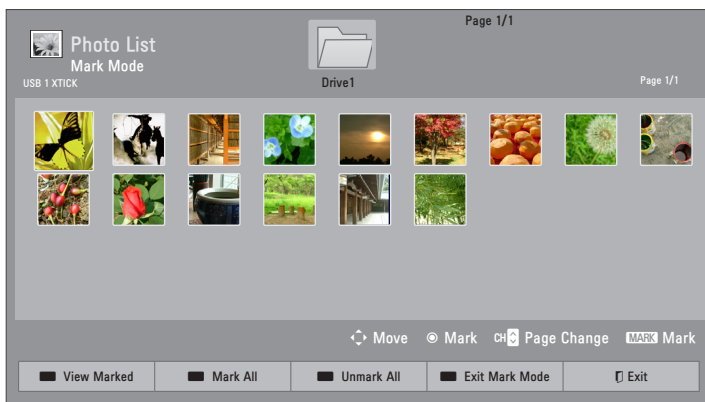 Page 1/1
Photo List
Mark Mode
USB 1 XTICK
Drive1
Page 1/1
Move
Mark
CH Page Change
MARK Mark
View Marked
Mark All
Unmark All
Exit Mark Mode
Exit